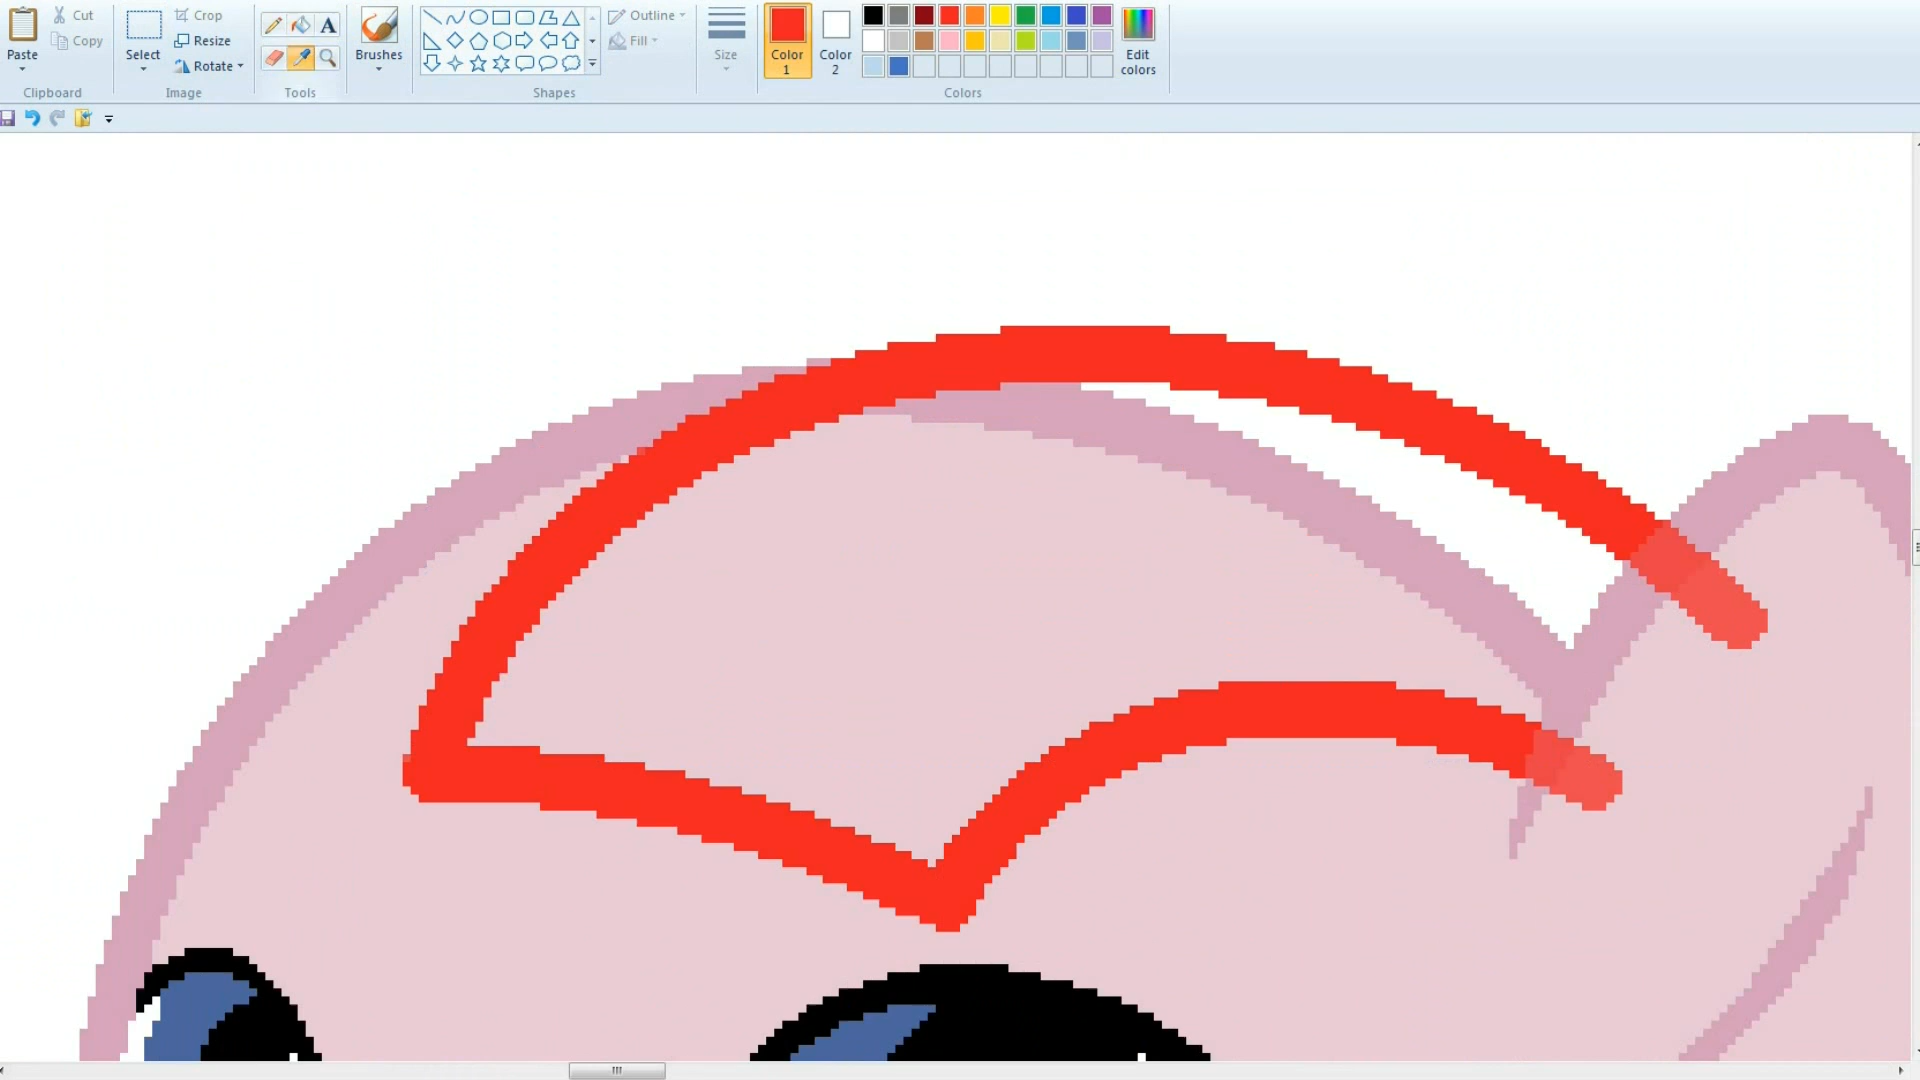 Paste
Cut
Copy
Clipboard
Select
Crop
Resize
Rotate
Image
A
Tools
Brushes
Outline
Fill
Shapes
Size
Color 1
Color 2
Edit colors
Colors